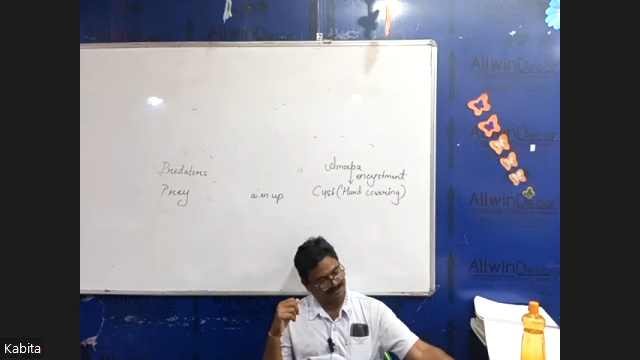 Predators
Prey
Amoeba
encystment
Cyst (Hard covering)
AllwinDecor
AllwinDecor
AllwinDecor
AllwinDecor
Kabita